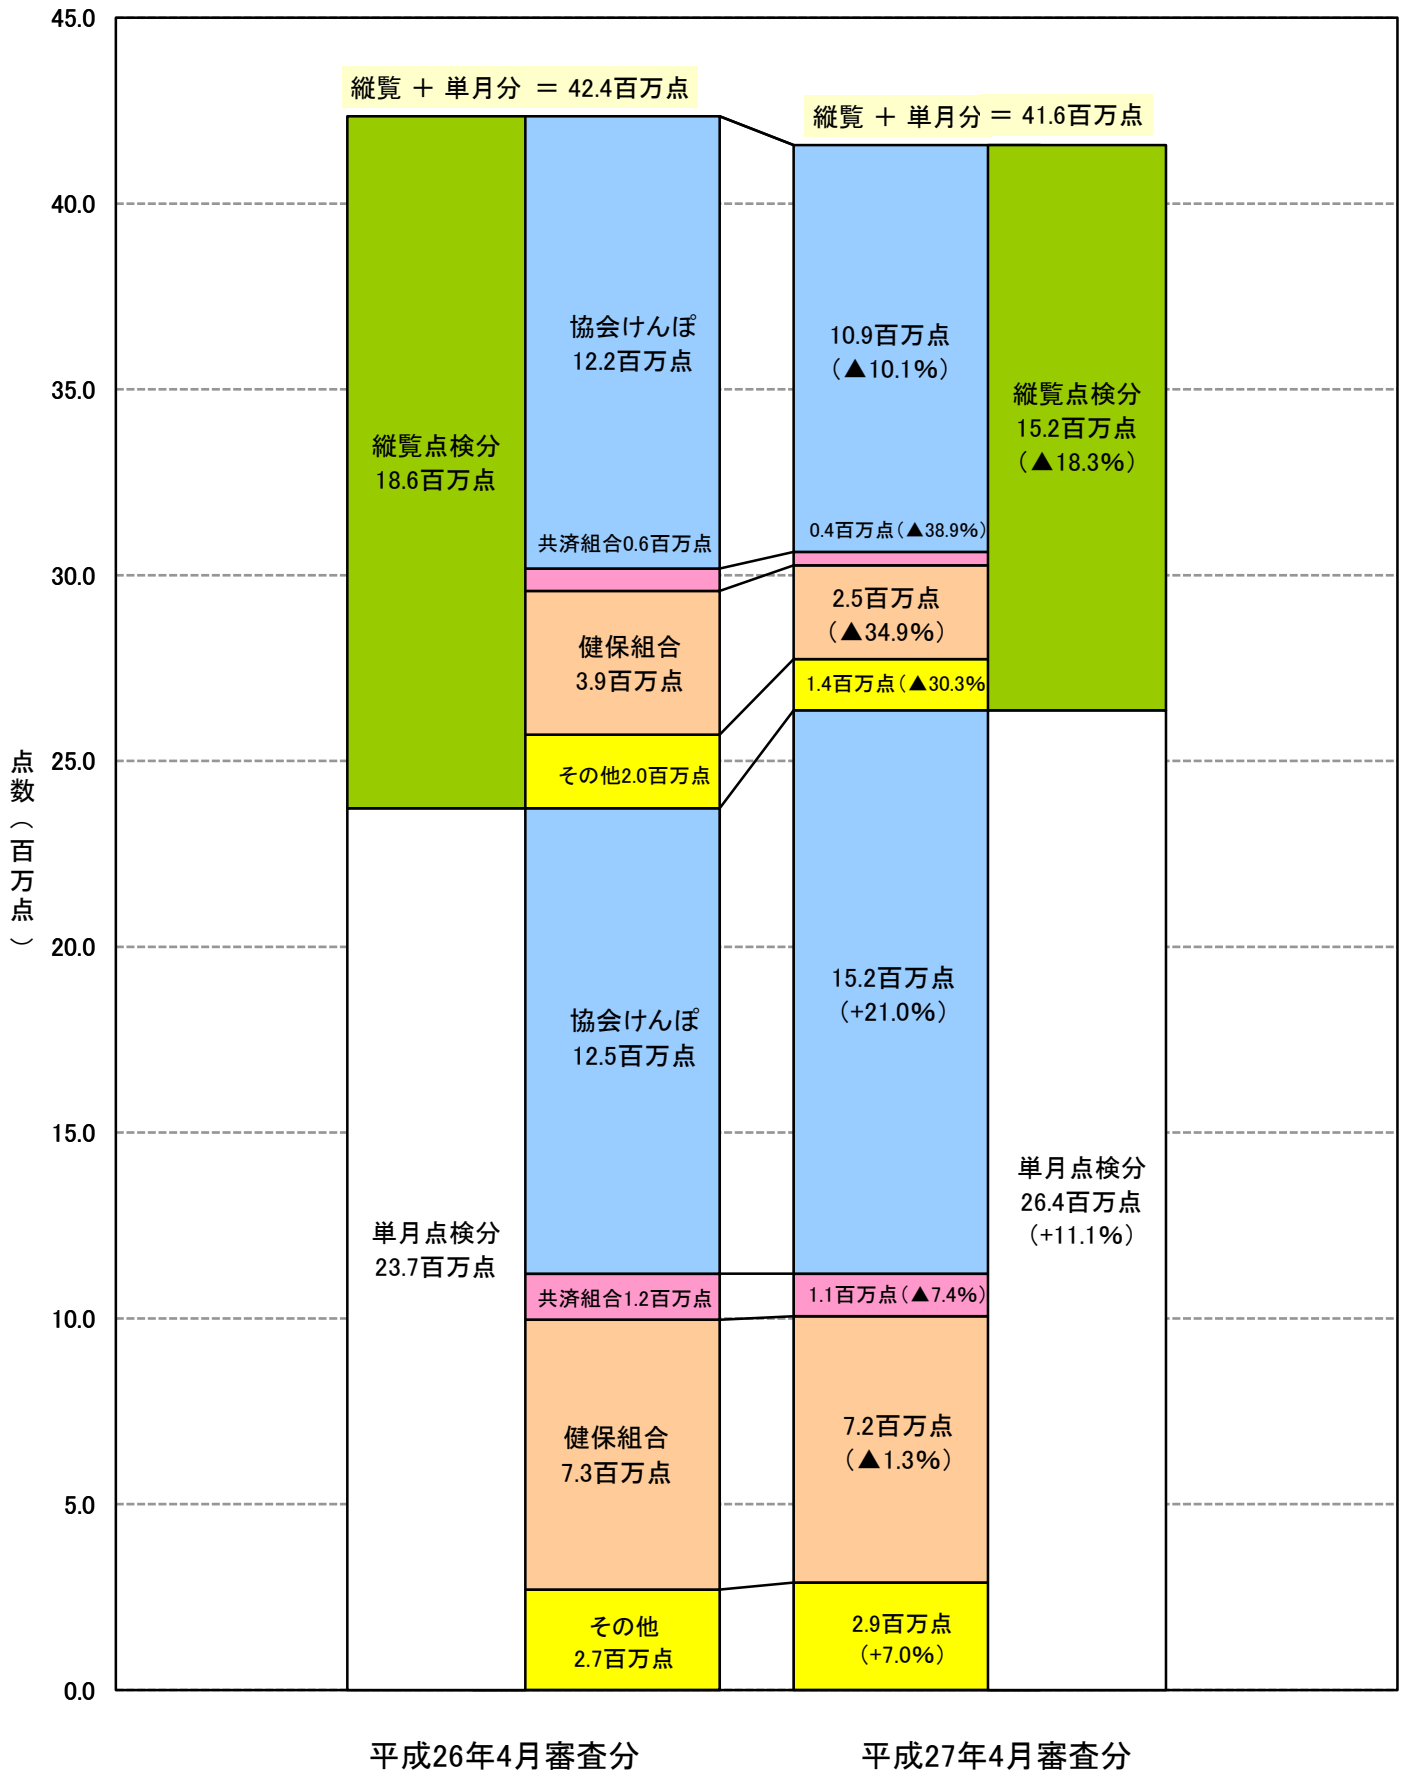 45.0
40.0
35.0
30.0
25.0
20.0
15.0
10.0
5.0
0.0
点数（百万点）
縦覧 ＋ 単月分 ＝ 42.4百万点
縦覧点検分
18.6百万点
単月点検分
23.7百万点
協会けんぽ
12.2百万点
共済組合0.6百万点
健保組合
3.9百万点
その他2.0百万点
協会けんぽ
12.5百万点
共済組合1.2百万点
健保組合
7.3百万点
その他
2.7百万点
縦覧 ＋ 単月分＝ 41.6百万点
10.9百万点
（▲10.1%）
0.4百万点（▲38.9%）
2.5百万点
（▲34.9%）
1.4百万点（▲30.3%
15.2百万点
（+21.0%）
1.1百万点（▲7.4%）
7.2百万点
（▲1.3%）
2.9百万点
（+7.0%）
縦覧点検分
15.2百万点
（▲18.3%）
単月点検分
26.4百万点
（+11.1%）
平成26年4月審査分
平成27年4月審査分